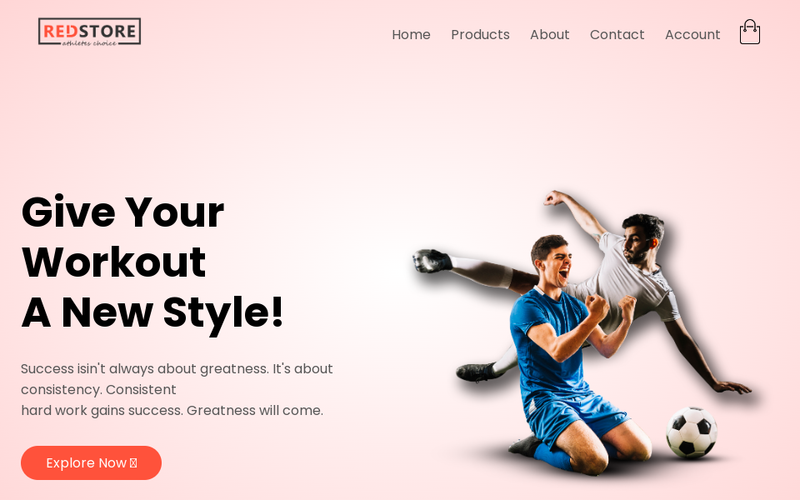 REDSTORE
athletes choice
Home Products About Contact Account
Give Your
Workout
A New Style!
Success isin't always about greatness. It's about
consistency. Consistent
hard work gains success. Greatness will come.
Explore Now